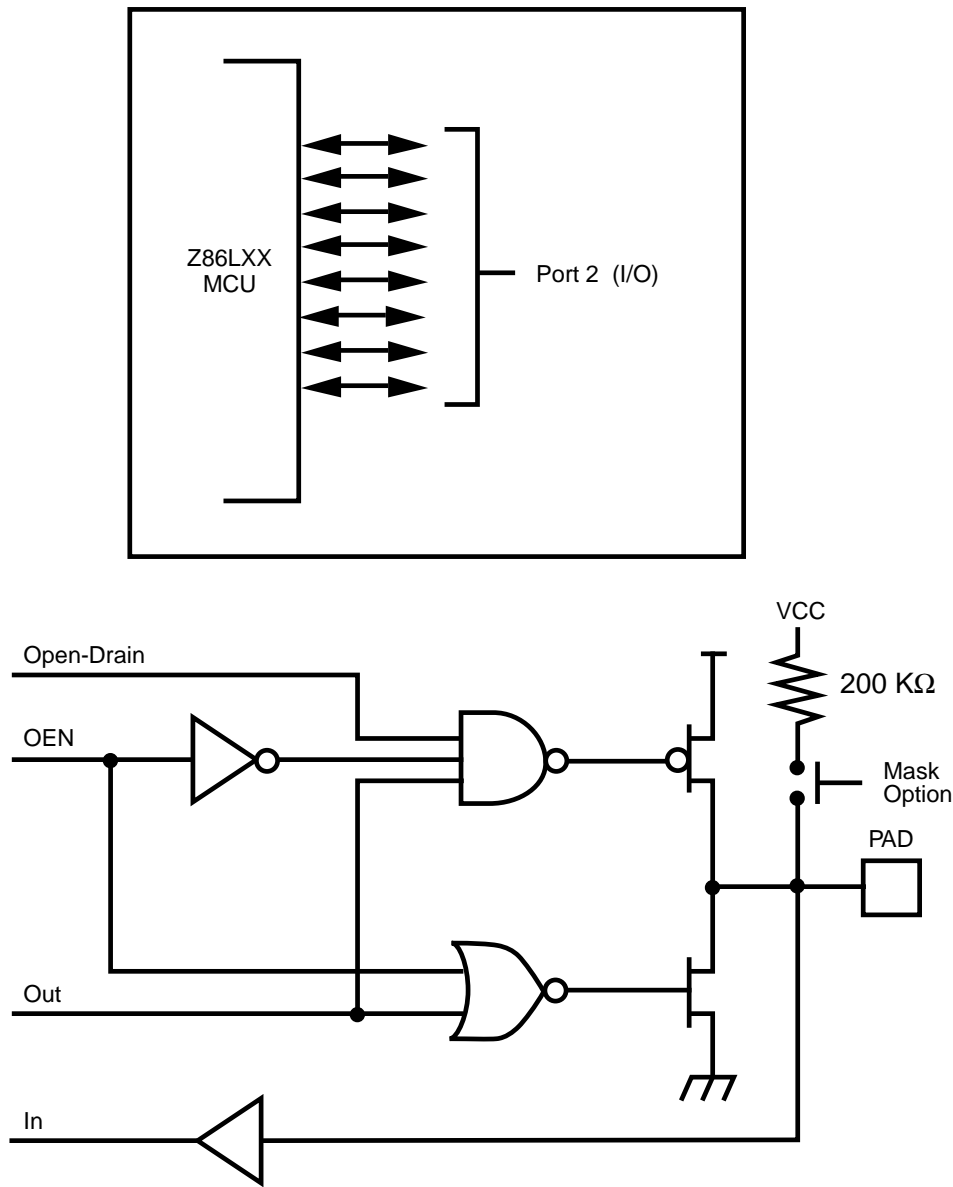 Z86LXX
MCU
Port 2 (I/O)
VCC
Open-Drain
200 KΩ
OEN
Mask
Option
PAD
Out
In